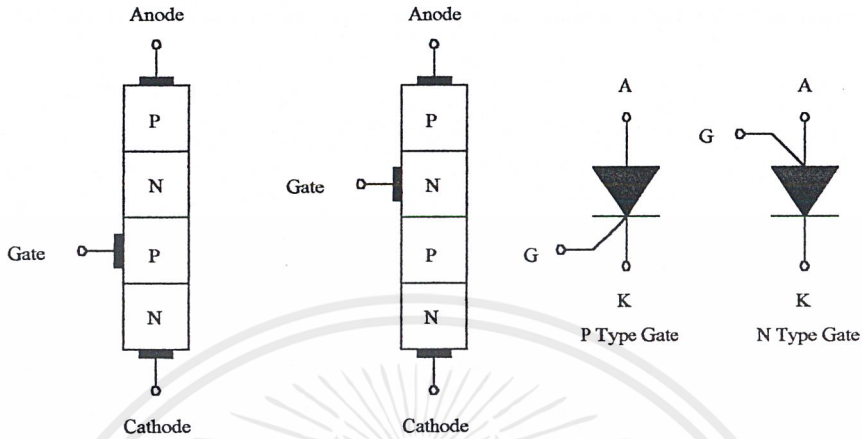 Anode
P
N
Gate
P
N
Cathode
Anode
P
Gate
N
P
N
Cathode
A
G
K
P Type Gate
A
G
K
N Type Gate